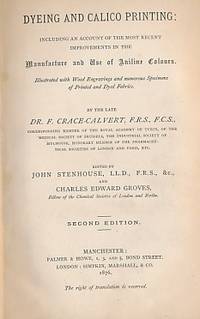 DYEING AND CALICO PRINTING:
INCLUDING AN ACCOUNT OF THE MOST RECENT
IMPROVEMENTS IN THE
Manufacture and Use of Aniline Colours.
Illustrated with Wood Engravings and numerous Specimens
of Printed and Dyed Fabrics.
BY THE LATE
DR. F. CRACE-CALVERT, F.R.S., F.C.S.,
CORRESPONDING MEMBER OF THE ROYAL ACADEMY OF TURIN, OF THE
MEDICAL SOCIETY OF BRUSSELS, THE INDUSTRIAL SOCIETY OF
MULHOUSE, HONORARY MEMBER OF THE PHARMACEU-
TICAL SOCIETIES OF LONDON AND PARIS, ETC.
EDITED BY
JOHN STENHOUSE, LL.D., F.R.S., &c.,
AND
CHARLES EDWARD GROVES,
Fellow of the Chemical Societies of London and Berlin.
SECOND EDITION.
MANCHESTER:
PALMER & HOWE, 1, 3, AND 5, BOND STREET.
LONDON: SIMPKIN, MARSHALL, & CO.
1876.
The right of translation is reserved.